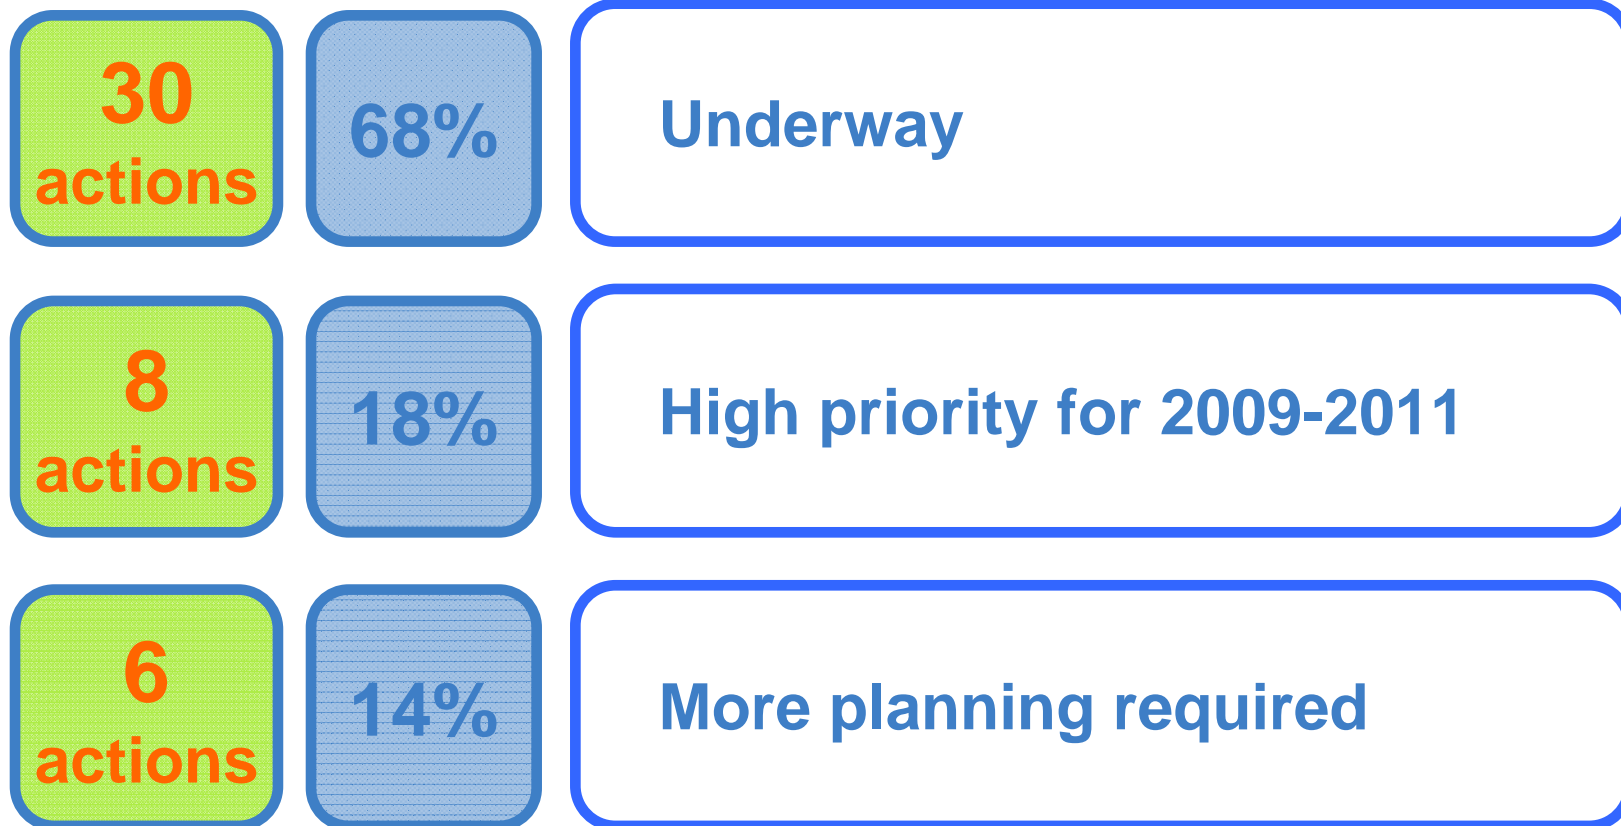 30
actions
68%
Underway
8
actions
18%
High priority for 2009-2011
6
actions
14%
More planning required